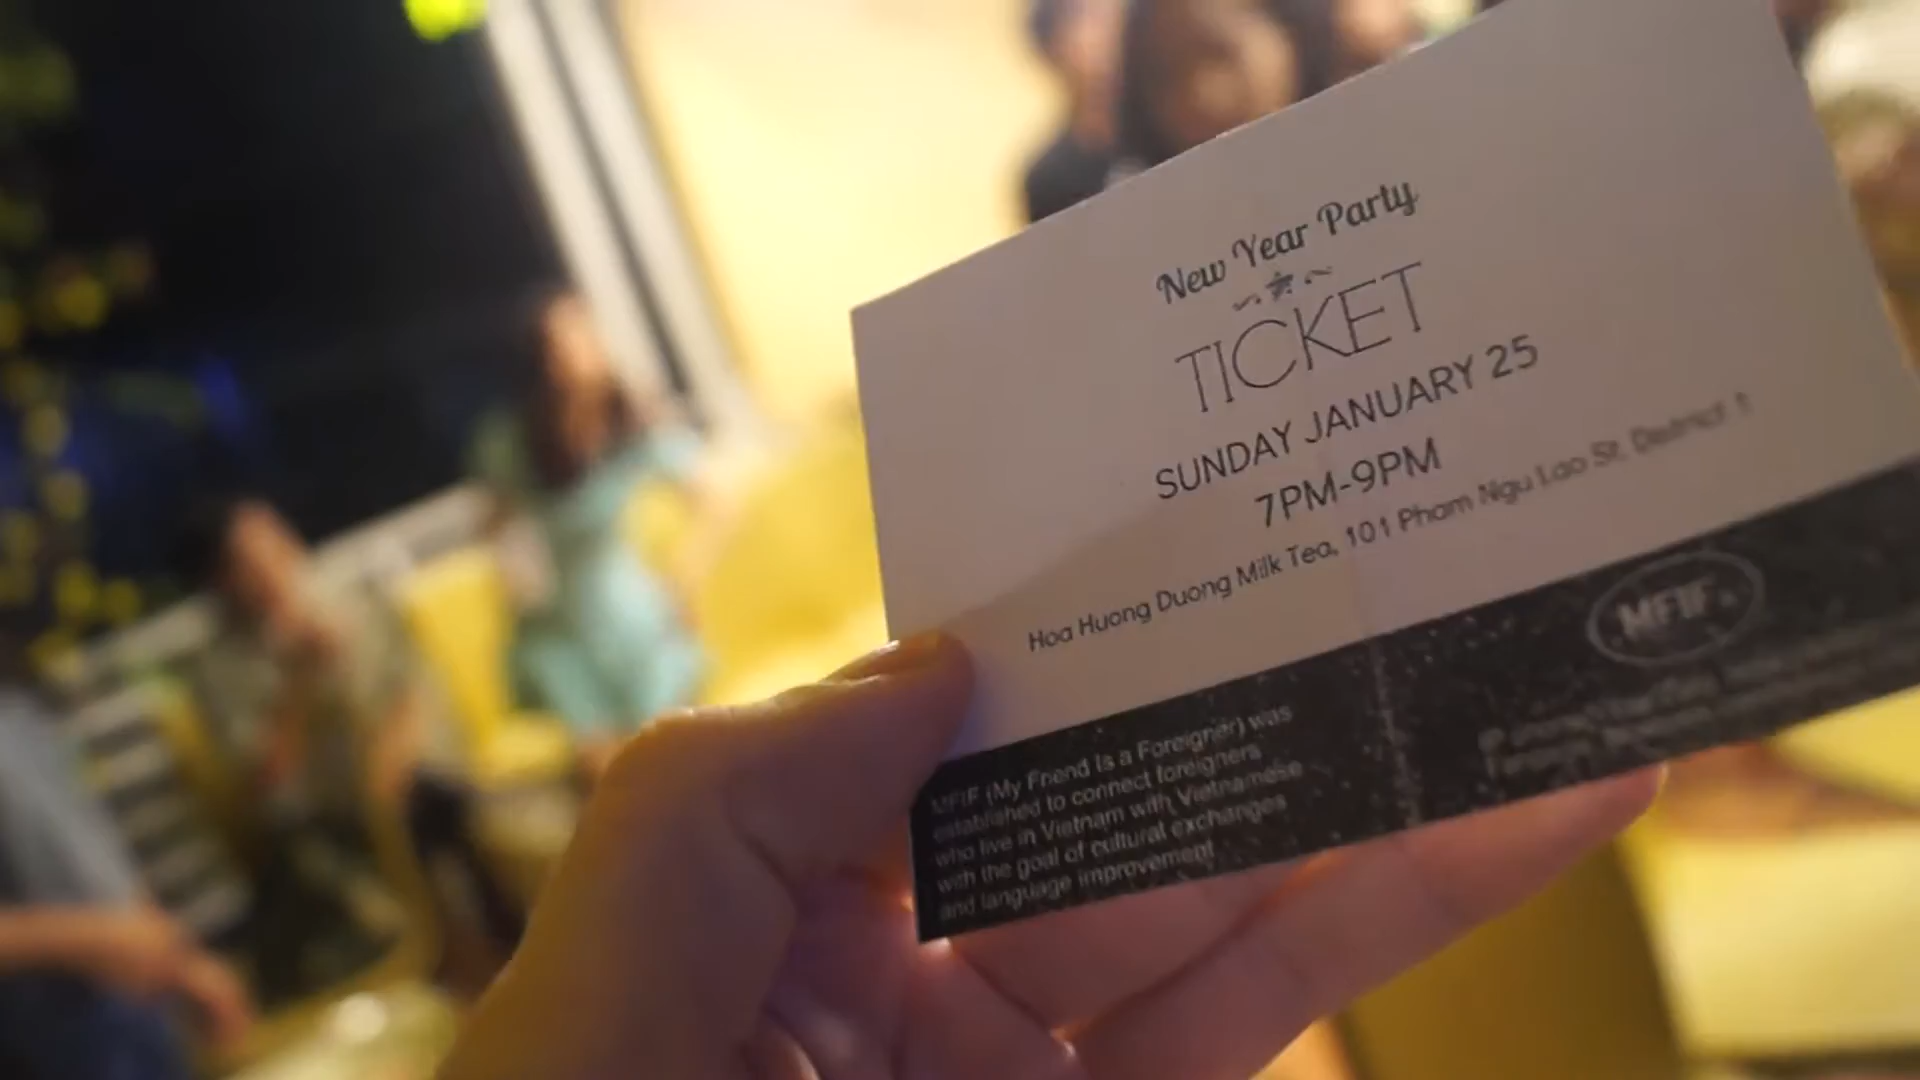 New Year Party
TICKET
SUNDAY JANUARY 25
7PM-9PM
Hoa Huong Duong Milk Tea, 101 Pham Ngu Lao St, District 1
MFIF
MFIF (My Friend Is a Foreigner) was
established to connect foreigners
who live in Vietnam with Vietnamese
with the goal of cultural exchanges
and language improvement